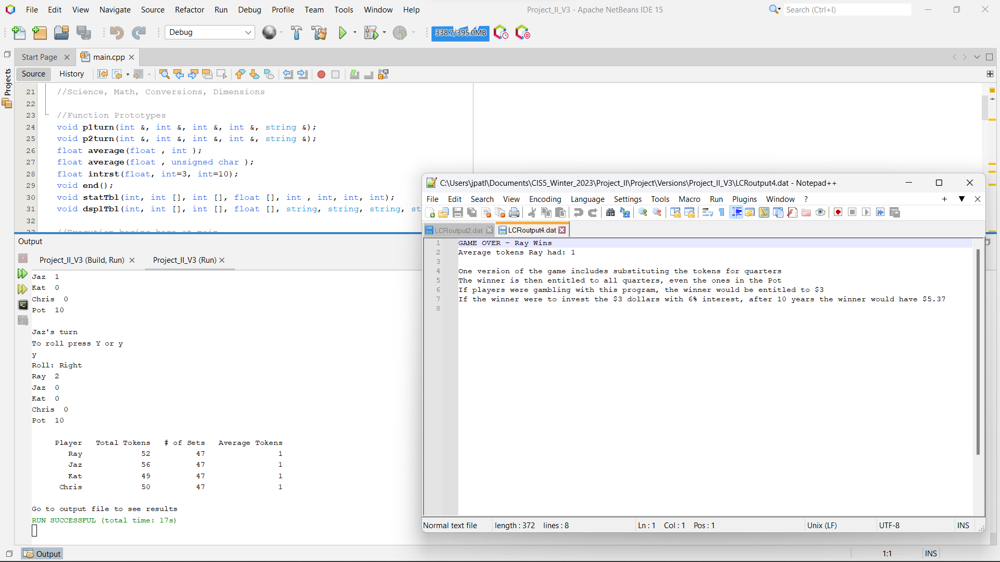 File Edit View Navigate Source Refactor Run Debug Profile Team Tools Window Help
Project_II_V3 - Apache NetBeans IDE 15
Search (Ctrl+I)
Debug
338.7/395.0MB
Start Page
main.cpp
Projects
Source
History
21 //Science, Math, Conversions, Dimensions
22
23 //Function Prototypes
24 void p1turn(int &, int &, int &, int &, string &);
25 void p2turn(int &, int &, int &, int &, string &);
26 float average(float , int );
27 float average(float , unsigned char );
28 float intrst(float, int=3, int=10);
29 void end();
30 void statTbl(int, int [], int [], float [], int , int, int, int);
31 void dsplTbl(int, int [], int [], float [], string, string, string, st
32
33 //Execution begins here at main
Output
Project_II_V3 (Build, Run)
Project_II_V3 (Run)
Jaz 1
Kat 0
Chris 0
Pot 10
Jaz's turn
To roll press Y or y
y
Roll: Right
Ray 2
Jaz 0
Kat 0
Chris 0
Pot 10
Player Total Tokens # of Sets Average Tokens
Ray 52 47 1
Jaz 56 47 1
Kat 49 47 1
Chris 50 47 1
Go to output file to see results
RUN SUCCESSFUL (total time: 17s)
C:\Users\jpatl\Documents\CIS5_Winter_2023\Project_II\Project\Versions\Project_II_V3\LCRoutput4.dat - Notepad++
File Edit Search View Encoding Language Settings Tools Macro Run Plugins Window ?
LCRoutput2.dat
LCRoutput4.dat
1 GAME OVER - Ray Wins
2 Average tokens Ray had: 1
3
4 One version of the game includes substituting the tokens for quarters
5 The winner is then entitled to all quarters, even the ones in the Pot
6 If players were gambling with this program, the winner would be entitled to $3
7 If the winner were to invest the $3 dollars with 6% interest, after 10 years the winner would have $5.37
8
Normal text file length : 372 lines : 8 Ln : 1 Col : 1 Pos : 1 Unix (LF) UTF-8 INS
Output
1:1 INS